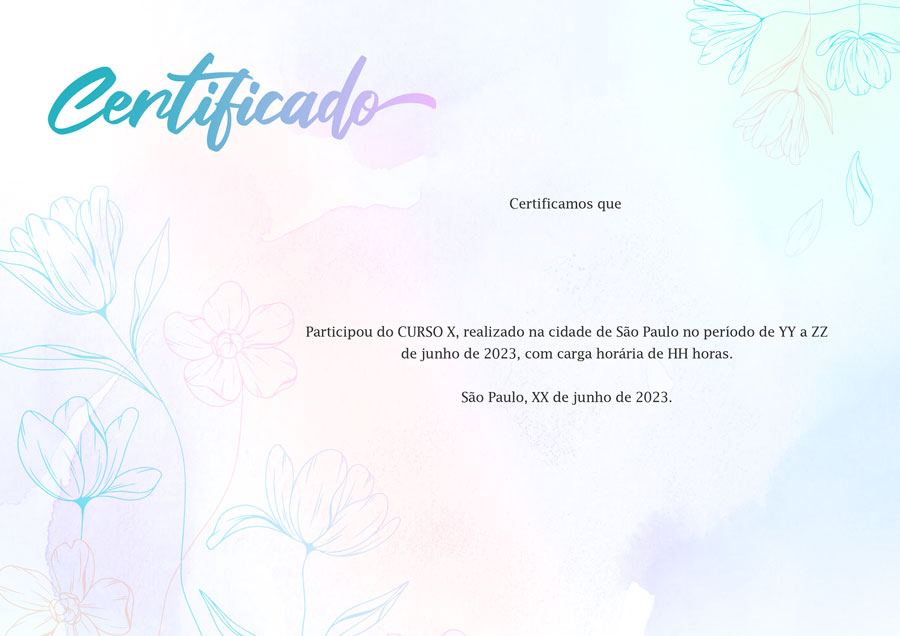 Certificado
Certificamos que
Participou do CURSO X, realizado na cidade de São Paulo no período de YY a ZZ
de junho de 2023, com carga horária de HH horas.
São Paulo, XX de junho de 2023.